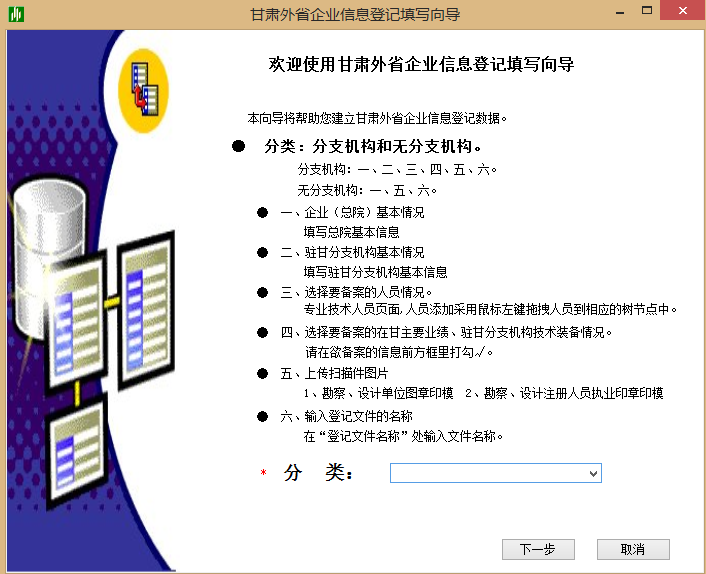 甘肃外省企业信息登记填写向导
欢迎使用甘肃外省企业信息登记填写向导
本向导将帮助您建立甘肃外省企业信息登记数据。
● 分类：分支机构和无分支机构。
分支机构：一、二、三、四、五、六。
无分支机构：一、五、六。
● 一、企业（总院）基本情况
填写总院基本信息
● 二、驻甘分支机构基本情况
填写驻甘分支机构基本信息
● 三、选择要备案的人员情况。
专业技术人员页面,人员添加采用鼠标左键拖拽人员到相应的树节点中。
● 四、选择要备案的在甘主要业绩、驻甘分支机构技术装备情况。
请在欲备案的信息前方框里打勾√。
● 五、上传扫描件图片
1、勘察、设计单位图章印模 2、勘察、设计注册人员执业印章印模
● 六、输入登记文件的名称
在“登记文件名称”处输入文件名称。
* 分 类：
下一步 取消